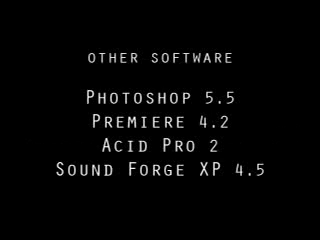 OTHER SOFTWARE
PHOTOSHOP 5.5
PREMIERE 4.2
ACID PRO 2
SOUND FORGE XP 4.5